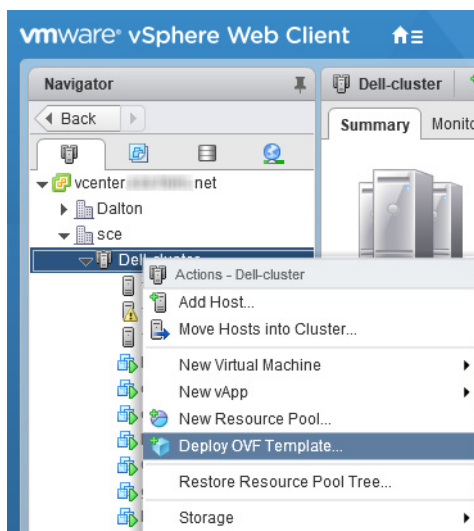 vmware® vSphere Web Client
Navigator
Dell-cluster
Back
Summary
vcenter
net
Dalton
sce
Actions - Dell-cluster
Add Host...
Move Hosts into Cluster...
New Virtual Machine
New vApp
New Resource Pool...
Deploy OVF Template...
Restore Resource Pool Tree...
Storage